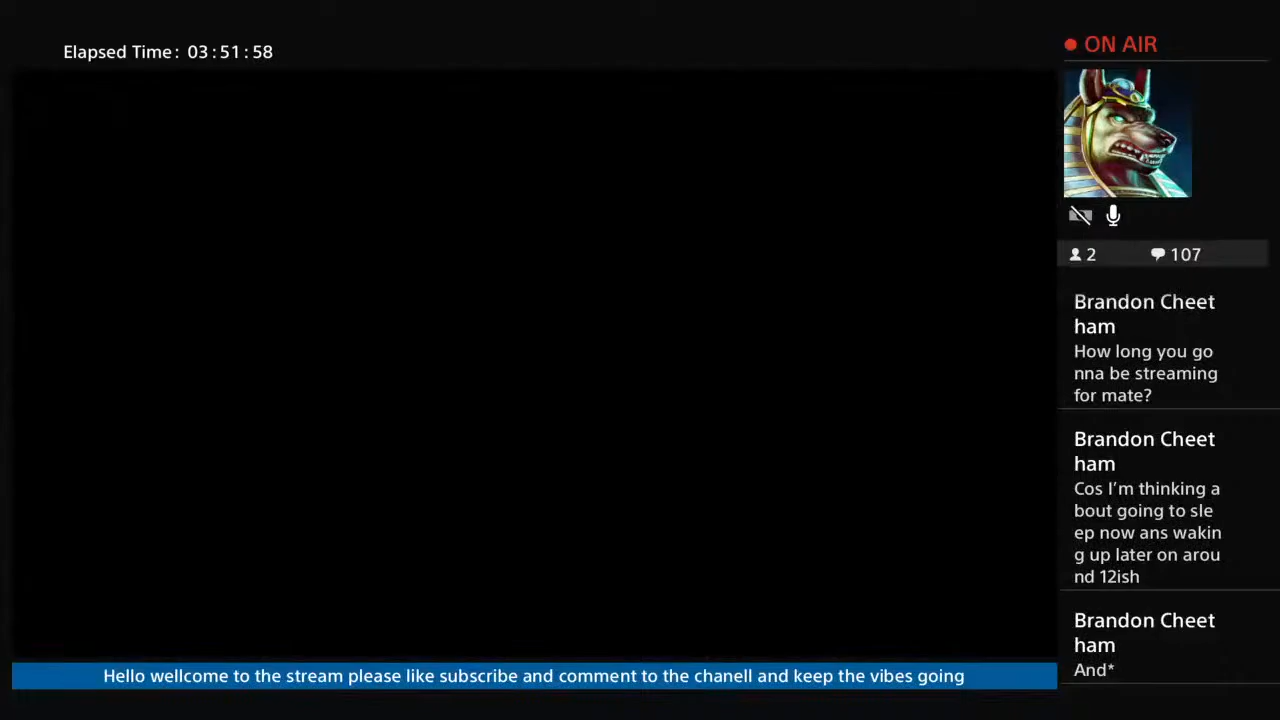 Elapsed Time: 03:51:58
ON AIR
2
107
Brandon Cheet
ham
How long you go
nna be streaming
for mate?
Brandon Cheet
ham
Cos I'm thinking a
bout going to sle
ep now ans wakin
g up later on arou
nd 12ish
Brandon Cheet
ham
And*
Hello wellcome to the stream please like subscribe and comment to the chanell and keep the vibes going